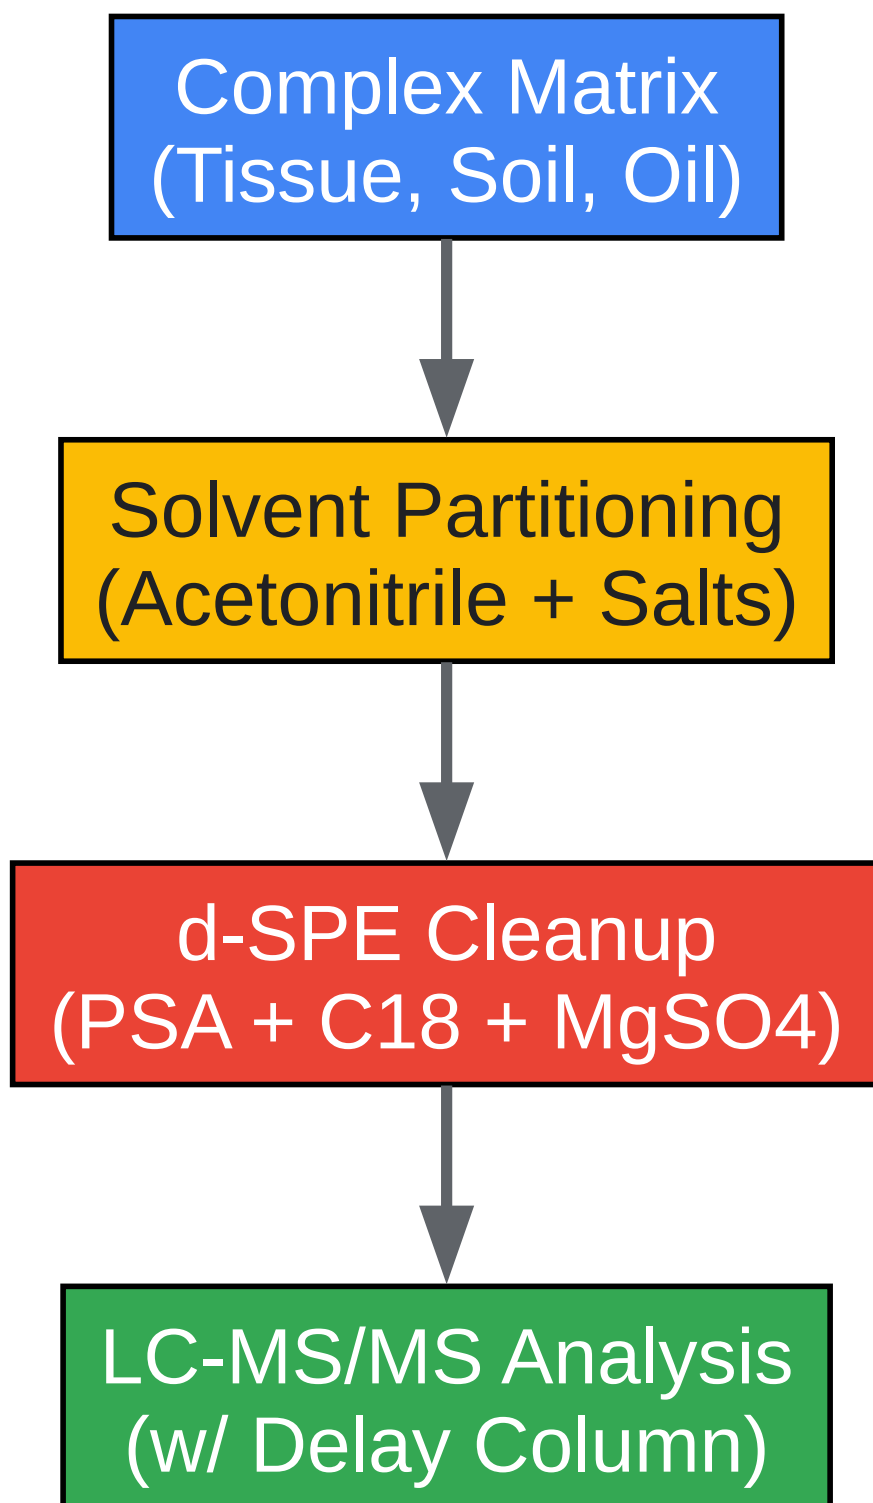 Complex Matrix
(Tissue, Soil, Oil)
Solvent Partitioning
(Acetonitrile + Salts)
d-SPE Cleanup
(PSA + C18 + MgSO4)
LC-MS/MS Analysis
(w/ Delay Column)